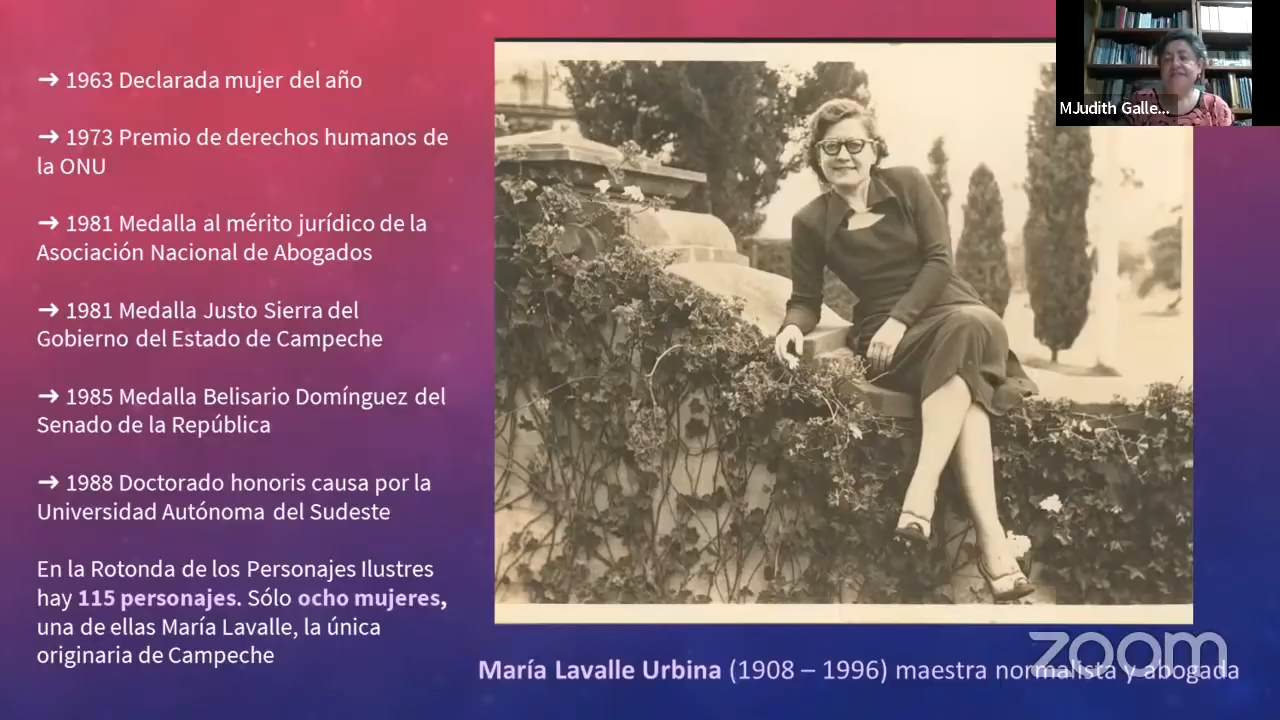 → 1963 Declarada mujer del año
→ 1973 Premio de derechos humanos de
la ONU
→ 1981 Medalla al mérito jurídico de la
Asociación Nacional de Abogados
→ 1981 Medalla Justo Sierra del
Gobierno del Estado de Campeche
→ 1985 Medalla Belisario Domínguez del
Senado de la República
→ 1988 Doctorado honoris causa por la
Universidad Autónoma del Sudeste
En la Rotonda de los Personajes Ilustres
hay 115 personajes. Sólo ocho mujeres,
una de ellas María Lavalle, la única
originaria de Campeche
MJudith Galle...
María Lavalle Urbina (1908 – 1996) maestra normalista y abogada
zoom